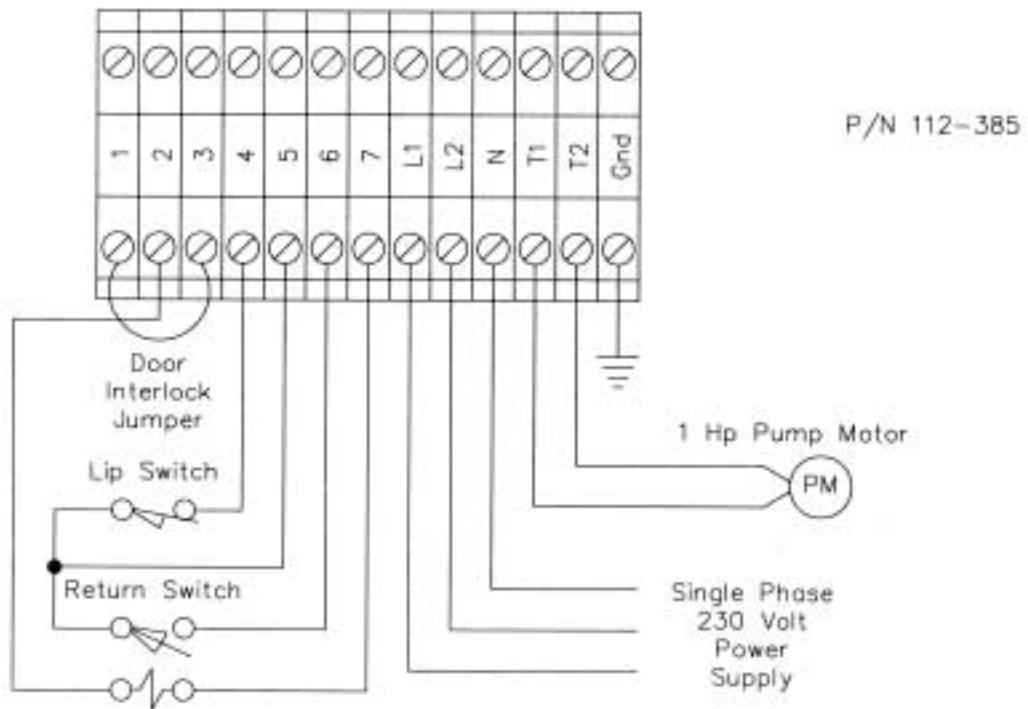 1 2 3 4 5 6 7 L1 L2 N T1 T2 Gnd
P/N 112-385
Door
Interlock
Jumper
Lip Switch
Return Switch
1 Hp Pump Motor
PM
Single Phase
230 Volt
Power
Supply